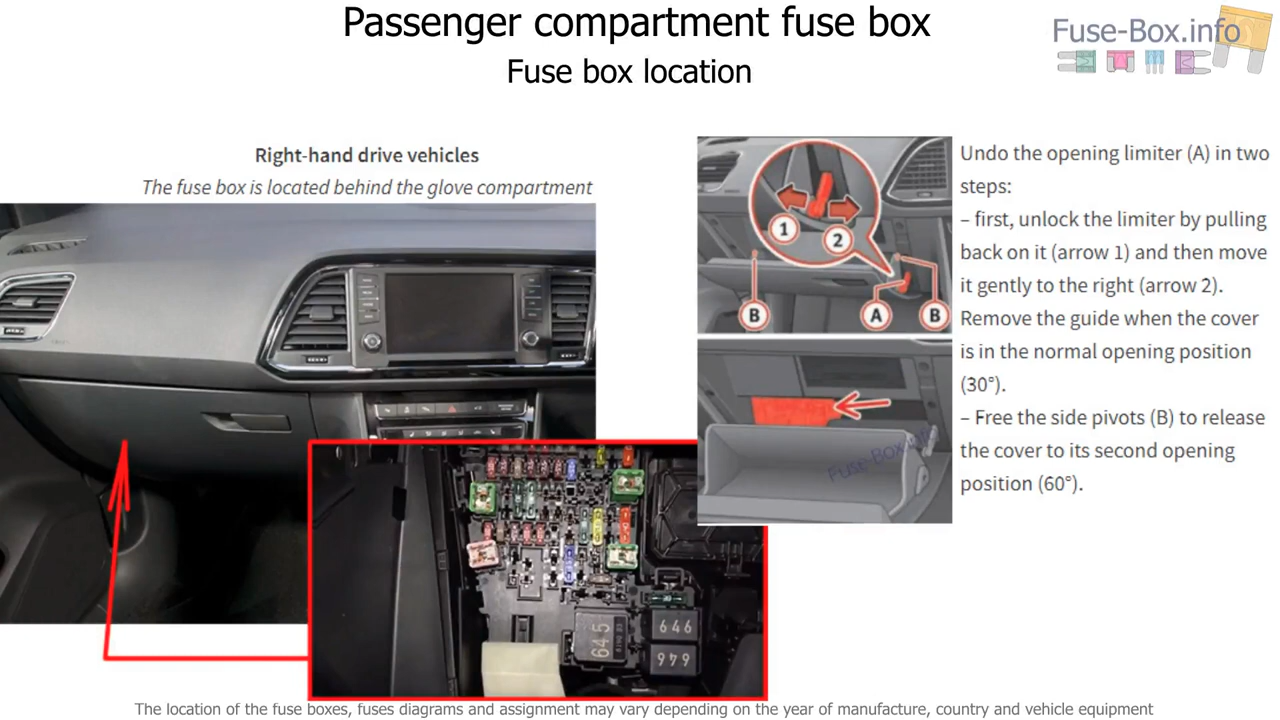 Passenger compartment fuse box
Fuse box location
Fuse-Box.info
Right-hand drive vehicles
The fuse box is located behind the glove compartment
1
2
B
A
B
Fuse-Box.info
Undo the opening limiter (A) in two
steps:
– first, unlock the limiter by pulling
back on it (arrow 1) and then move
it gently to the right (arrow 2).
Remove the guide when the cover
is in the normal opening position
(30°).
– Free the side pivots (B) to release
the cover to its second opening
position (60°).
645
646
646
The location of the fuse boxes, fuses diagrams and assignment may vary depending on the year of manufacture, country and vehicle equipment